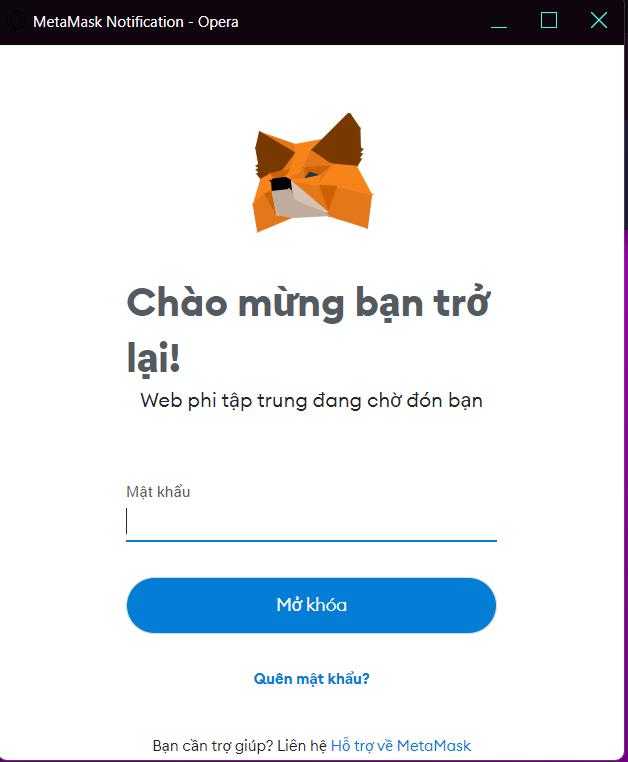 MetaMask Notification - Opera
Chào mừng bạn trở
lại!
Web phi tập trung đang chờ đón bạn
Mật khẩu
Mở khóa
Quên mật khẩu?
Bạn cần trợ giúp? Liên hệ Hỗ trợ về MetaMask